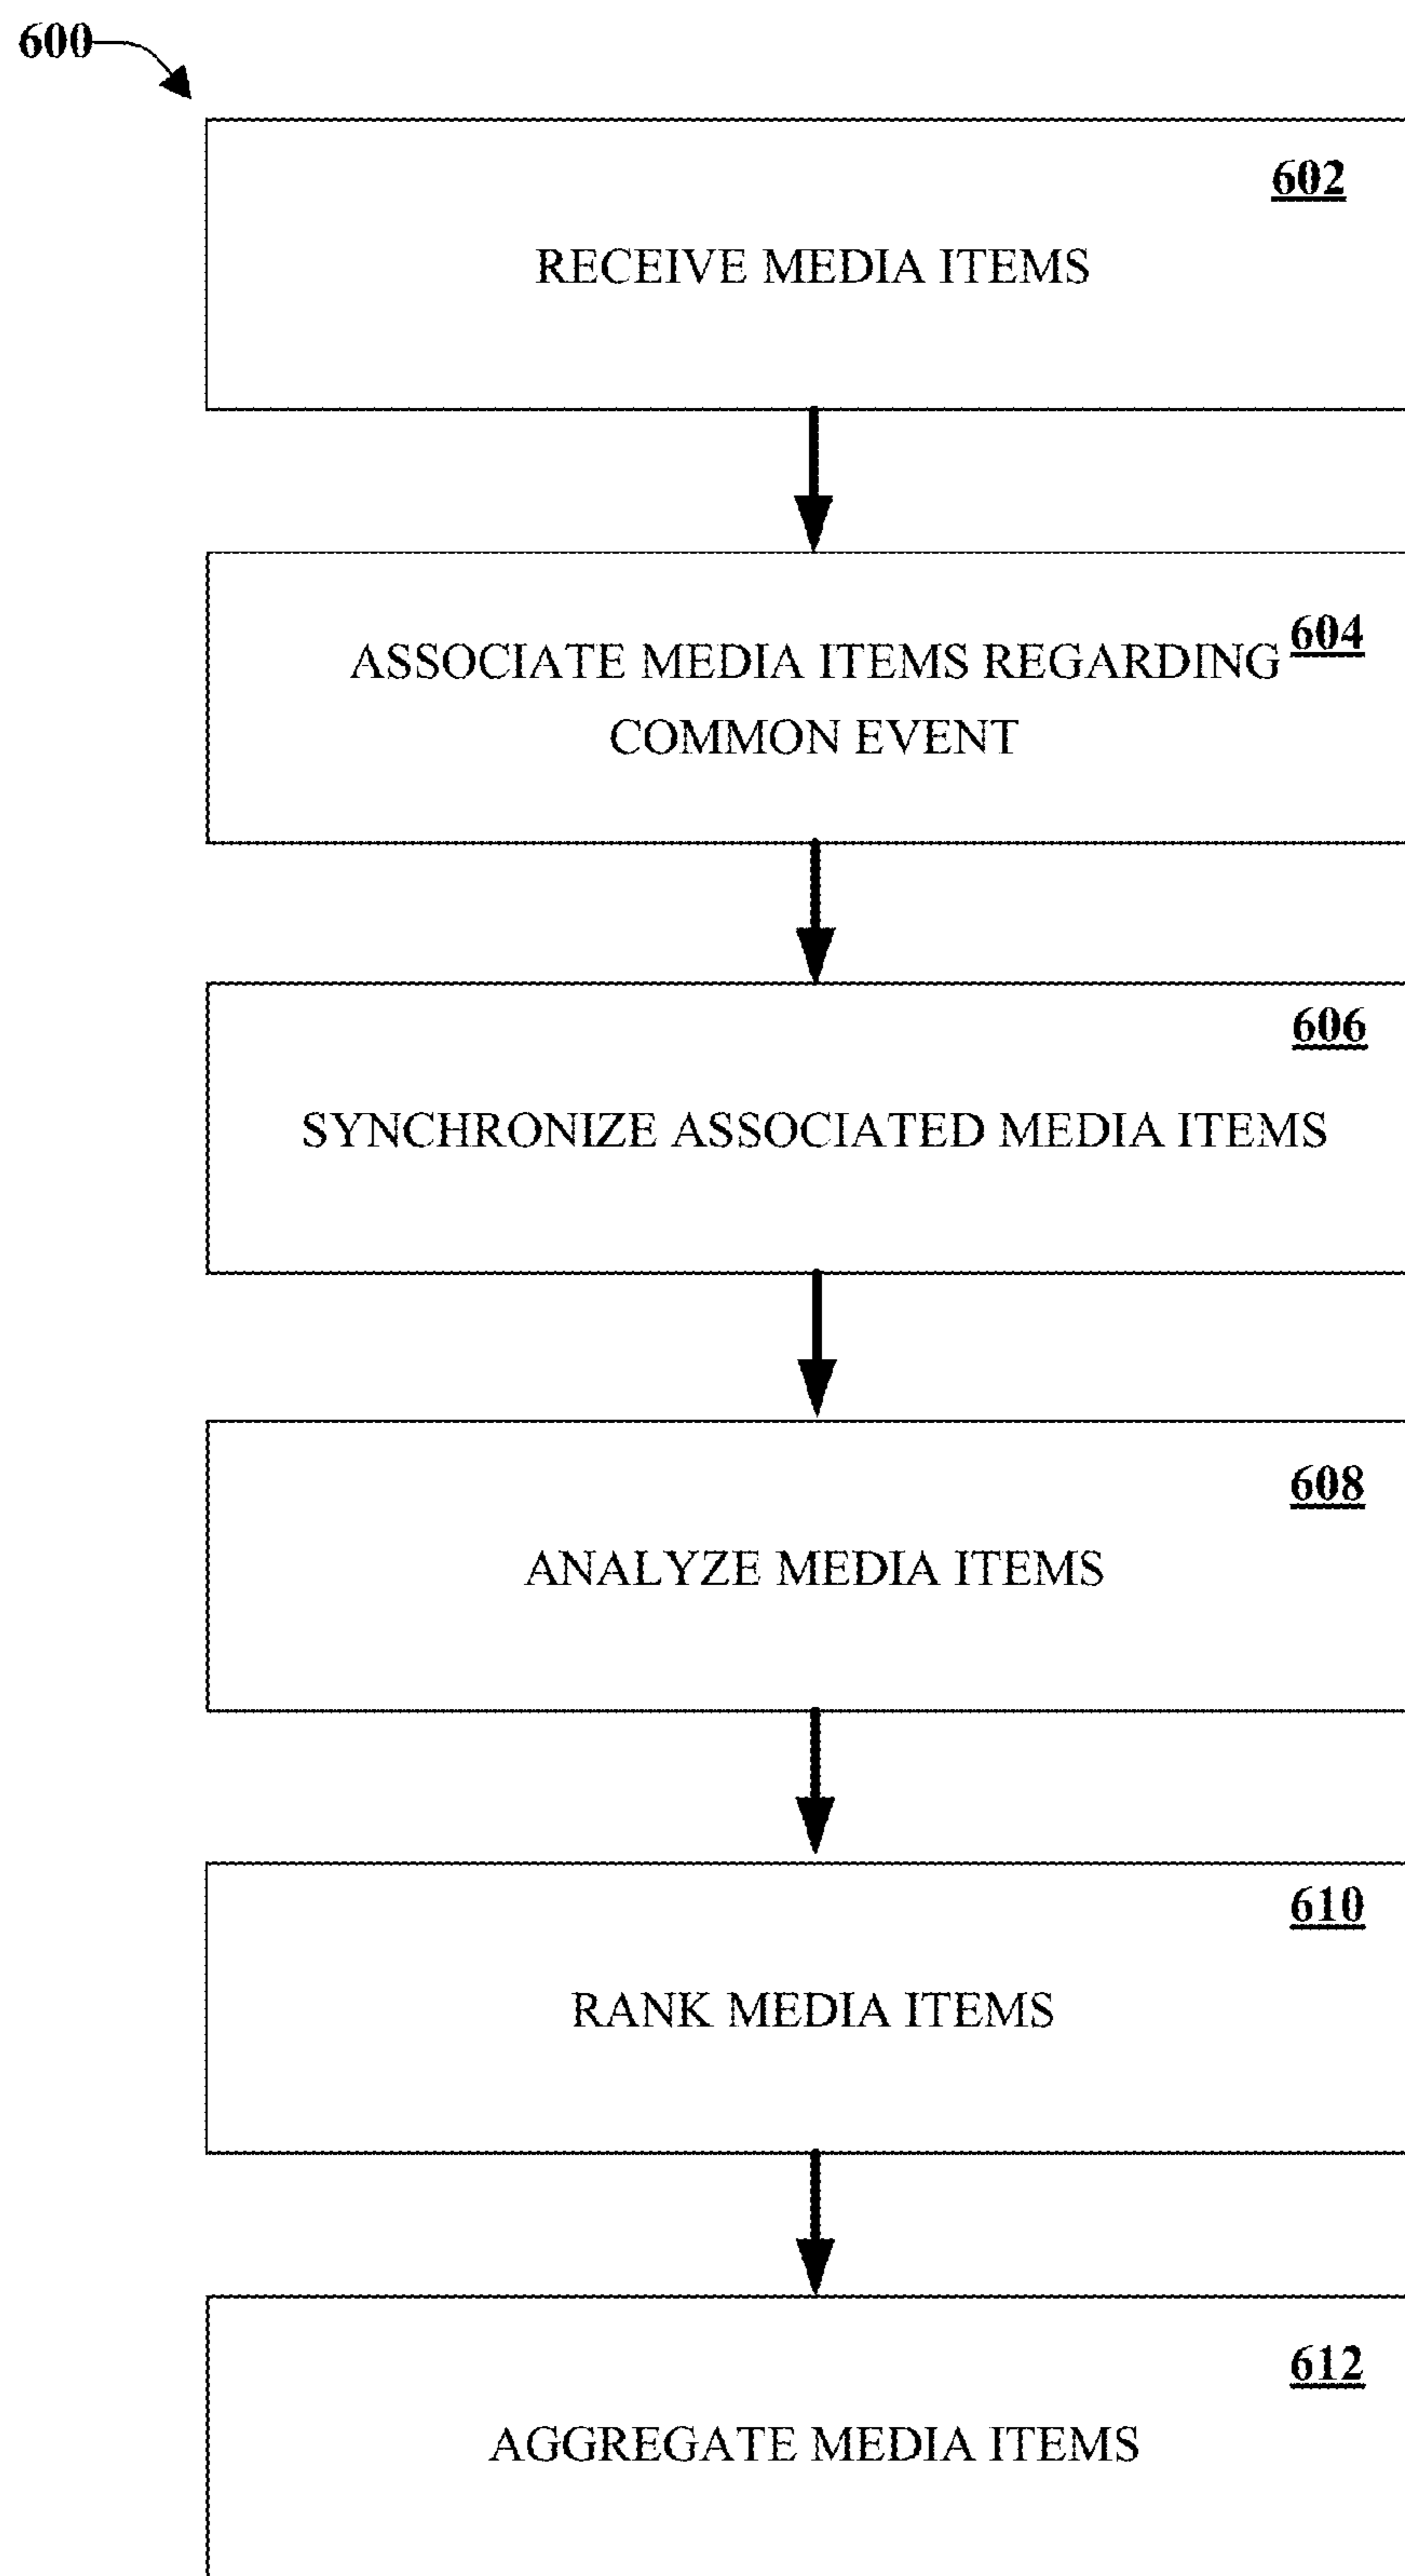 600
602
RECEIVE MEDIA ITEMS
604
ASSOCIATE MEDIA ITEMS REGARDING
COMMON EVENT
606
SYNCHRONIZE ASSOCIATED MEDIA ITEMS
608
ANALYZE MEDIA ITEMS
610
RANK MEDIA ITEMS
612
AGGREGATE MEDIA ITEMS